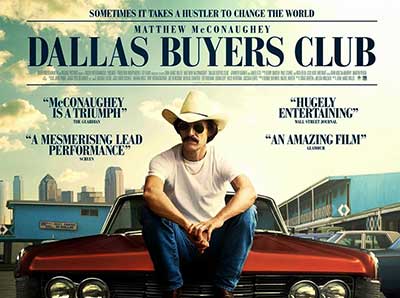 SOMETIMES IT TAKES A HUSTLER TO CHANGE THE WORLD
MATTHEW McCONAUGHEY
DALLAS BUYERS CLUB
"McCONAUGHEY
IS A TRIUMPH"
THE GUARDIAN
"A MESMERISING LEAD
PERFORMANCE"
SCREEN
"HUGELY
ENTERTAINING"
WALL STREET JOURNAL
"AN AMAZING FILM"
GLAMOUR